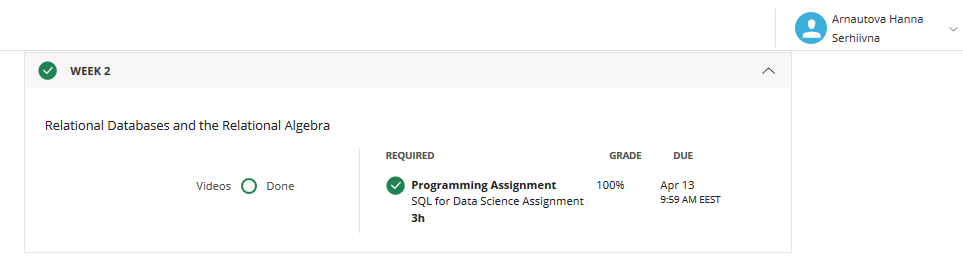 Arnautova Hanna
Serhiivna
WEEK 2
Relational Databases and the Relational Algebra
REQUIRED GRADE DUE
Videos Done
Programming Assignment 100% Apr 13
SQL for Data Science Assignment 9:59 AM EEST
3h